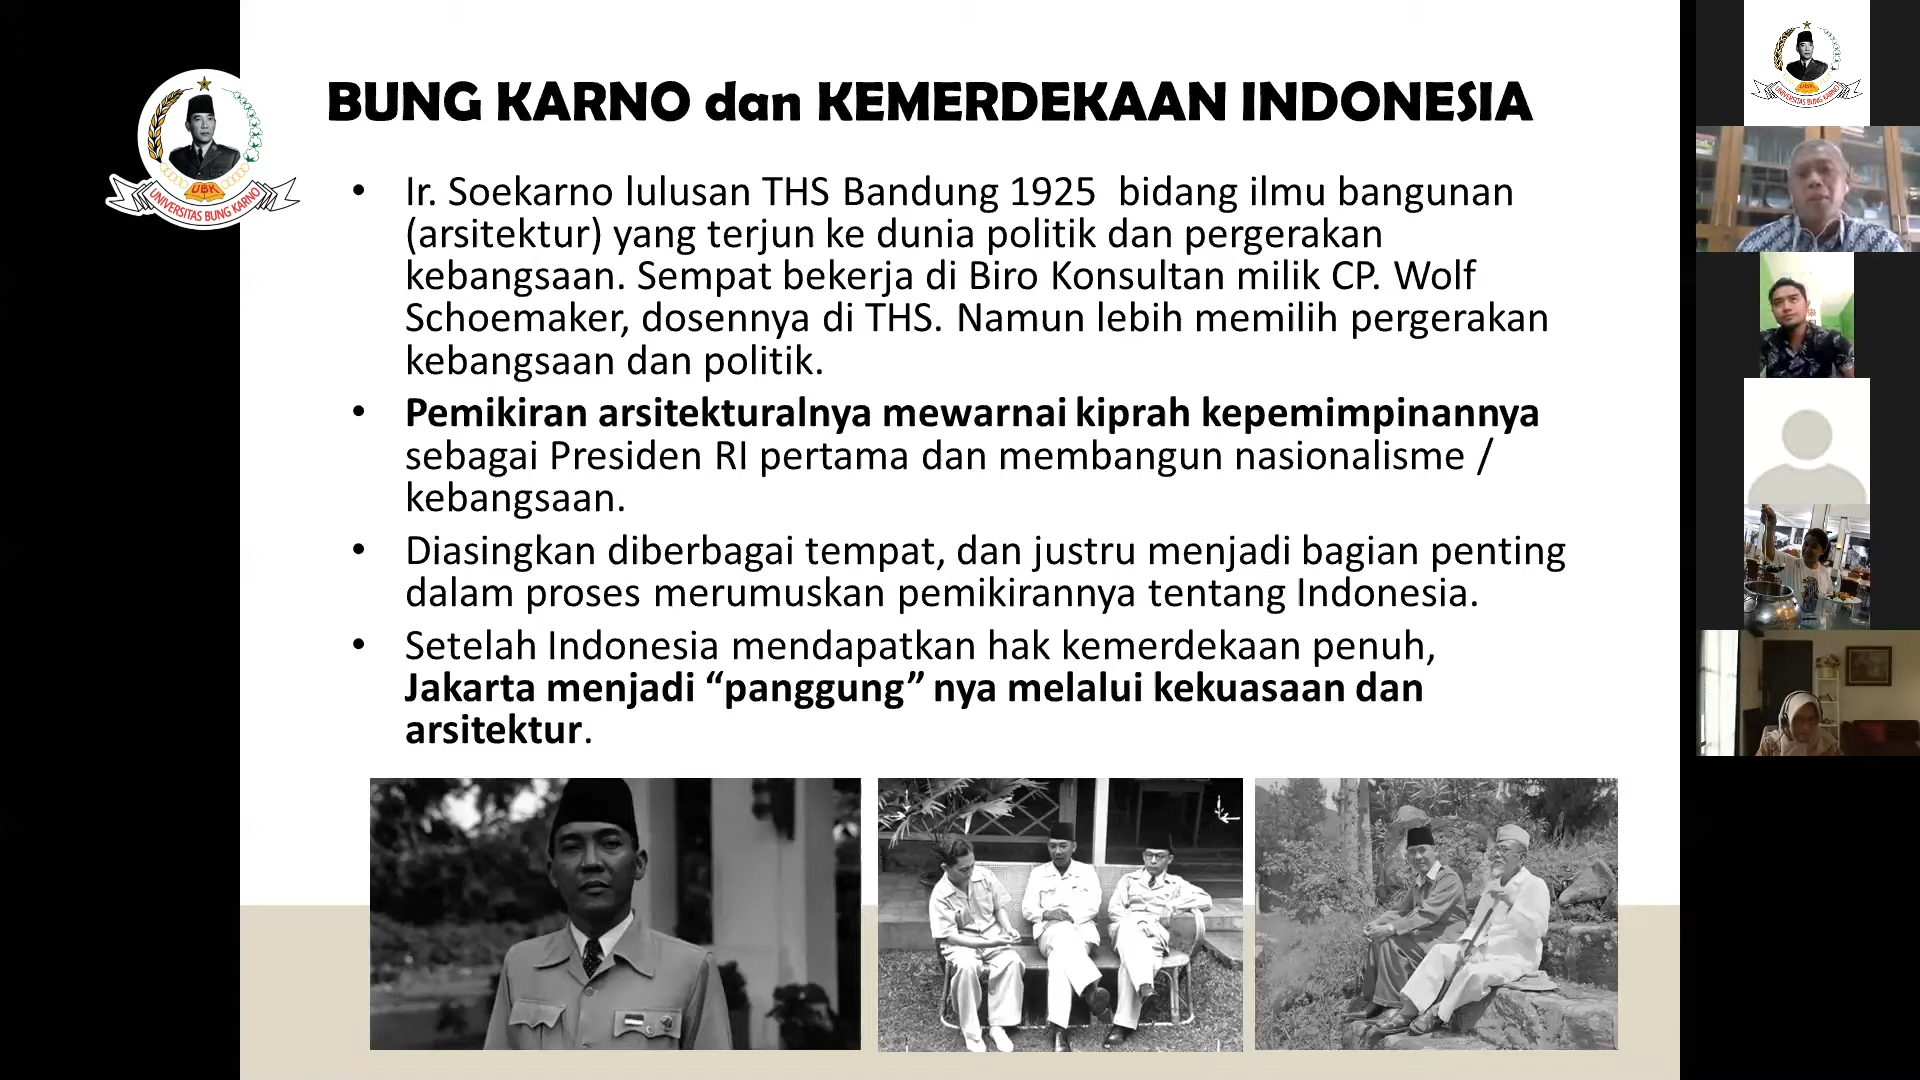 BUNG KARNO dan KEMERDEKAAN INDONESIA
UBK
UNIVERSITAS BUNG KARNO
• Ir. Soekarno lulusan THS Bandung 1925 bidang ilmu bangunan
(arsitektur) yang terjun ke dunia politik dan pergerakan
kebangsaan. Sempat bekerja di Biro Konsultan milik CP. Wolf
Schoemaker, dosennya di THS. Namun lebih memilih pergerakan
kebangsaan dan politik.
• Pemikiran arsitekturalnya mewarnai kiprah kepemimpinannya
sebagai Presiden RI pertama dan membangun nasionalisme /
kebangsaan.
• Diasingkan diberbagai tempat, dan justru menjadi bagian penting
dalam proses merumuskan pemikirannya tentang Indonesia.
• Setelah Indonesia mendapatkan hak kemerdekaan penuh,
Jakarta menjadi “panggung” nya melalui kekuasaan dan
arsitektur.
UBK
UNIVERSITAS BUNG KARNO